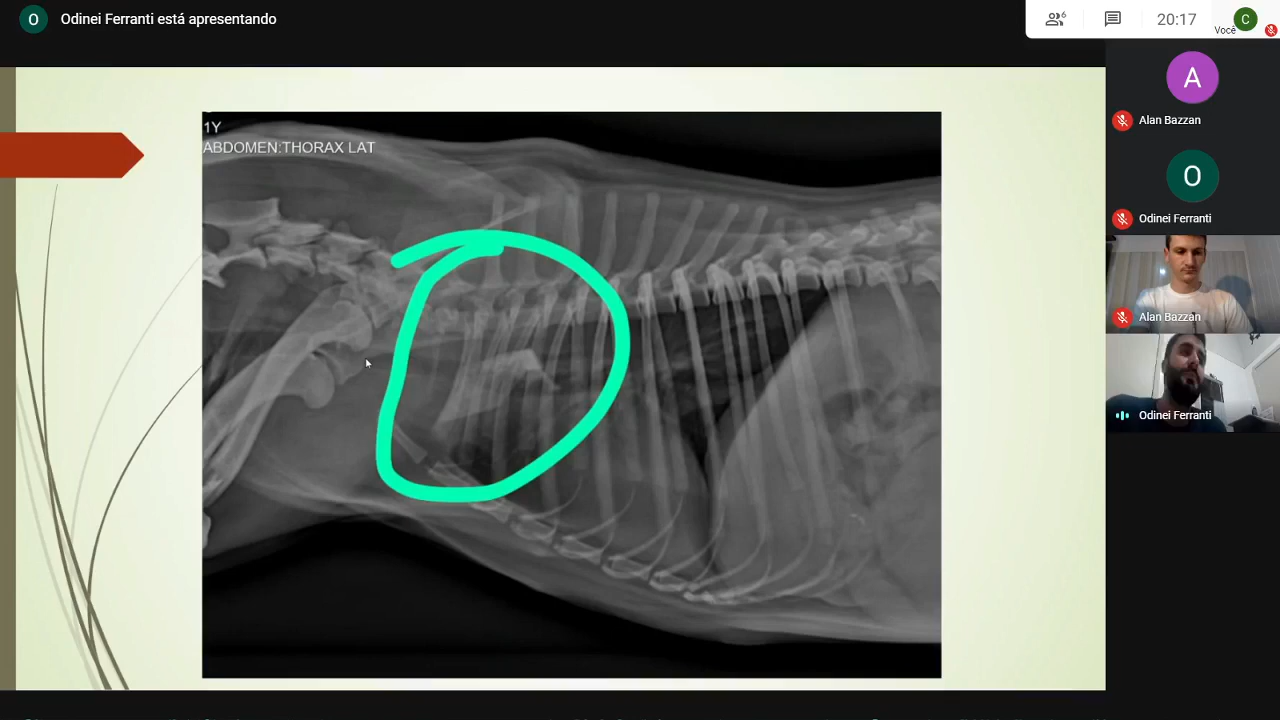 O
Odinei Ferranti está apresentando
6
20:17
Você
C
1Y
ABDOMEN:THORAX LAT
A
Alan Bazzan
O
Odinei Ferranti
Alan Bazzan
Odinei Ferranti